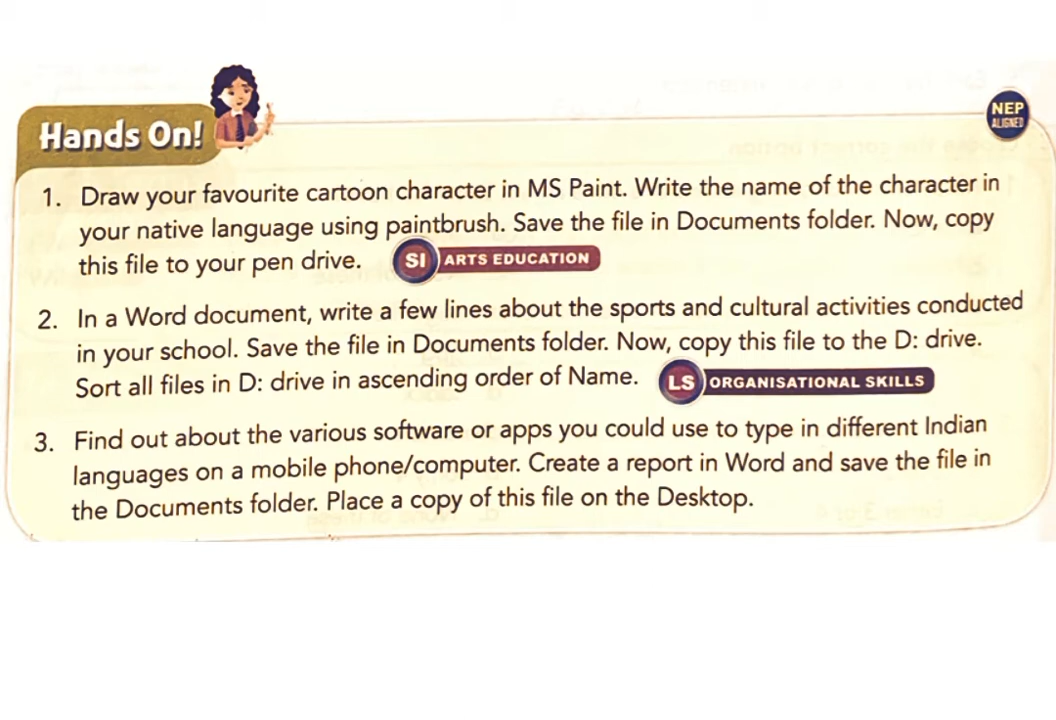 Hands On!
NEP
ALIGNED
1. Draw your favourite cartoon character in MS Paint. Write the name of the character in
your native language using paintbrush. Save the file in Documents folder. Now, copy
this file to your pen drive. SI ARTS EDUCATION
2. In a Word document, write a few lines about the sports and cultural activities conducted
in your school. Save the file in Documents folder. Now, copy this file to the D: drive.
Sort all files in D: drive in ascending order of Name. LS ORGANISATIONAL SKILLS
3. Find out about the various software or apps you could use to type in different Indian
languages on a mobile phone/computer. Create a report in Word and save the file in
the Documents folder. Place a copy of this file on the Desktop.